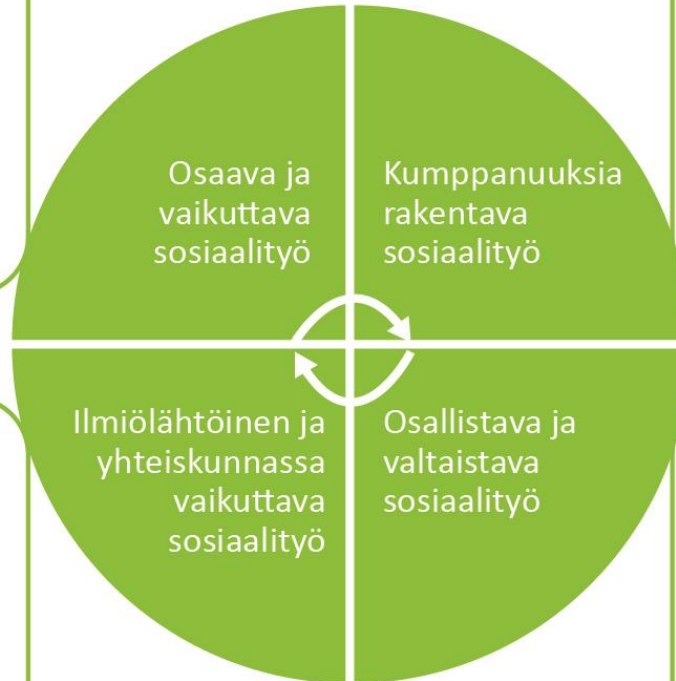 Osaava ja
vaikuttava
sosiaalityö
Kumppanuuksia
rakentava
sosiaalityö
Ilmiölähtöinen ja
yhteiskunnassa
vaikuttava
sosiaalityö
Osallistava ja
valtaistava
sosiaalityö